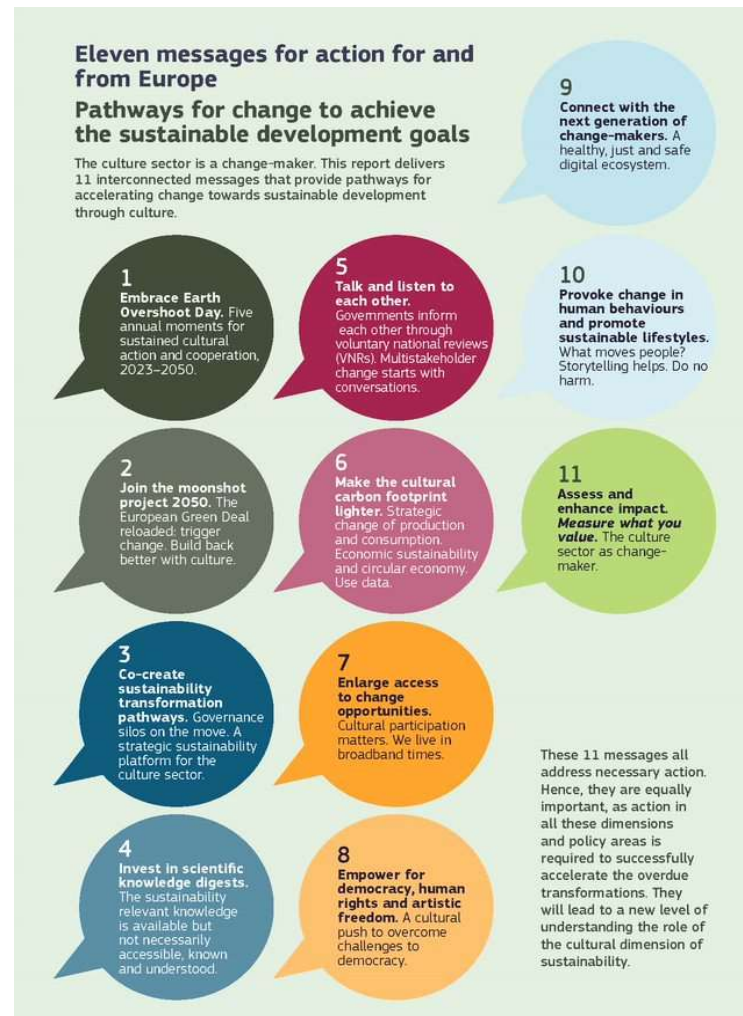 Eleven messages for action for and
from Europe
Pathways for change to achieve
the sustainable development goals
The culture sector is a change-maker. This report delivers
11 interconnected messages that provide pathways for
accelerating change towards sustainable development
through culture.
1
Embrace Earth
Overshoot Day. Five
annual moments for
sustained cultural
action and cooperation,
2023–2050.
2
Join the moonshot
project 2050. The
European Green Deal
reloaded: trigger
change. Build back
better with culture.
3
Co-create
sustainability
transformation
pathways. Governance
silos on the move. A
strategic sustainability
platform for the
culture sector.
4
Invest in scientific
knowledge digests.
The sustainability
relevant knowledge
is available but
not necessarily
accessible, known
and understood.
5
Talk and listen to
each other.
Governments inform
each other through
voluntary national reviews
(VNRs). Multistakeholder
change starts with
conversations.
6
Make the cultural
carbon footprint
lighter. Strategic
change of production
and consumption.
Economic sustainability
and circular economy.
Use data.
7
Enlarge access
to change
opportunities.
Cultural participation
matters. We live in
broadband times.
8
Empower for
democracy, human
rights and artistic
freedom. A cultural
push to overcome
challenges to
democracy.
9
Connect with the
next generation of
change-makers. A
healthy, just and safe
digital ecosystem.
10
Provoke change in
human behaviours
and promote
sustainable lifestyles.
What moves people?
Storytelling helps. Do no
harm.
11
Assess and
enhance impact.
Measure what you
value. The culture
sector as change-
maker.
These 11 messages all
address necessary action.
Hence, they are equally
important, as action in
all these dimensions
and policy areas is
required to successfully
accelerate the overdue
transformations. They
will lead to a new level of
understanding the role of
the cultural dimension of
sustainability.